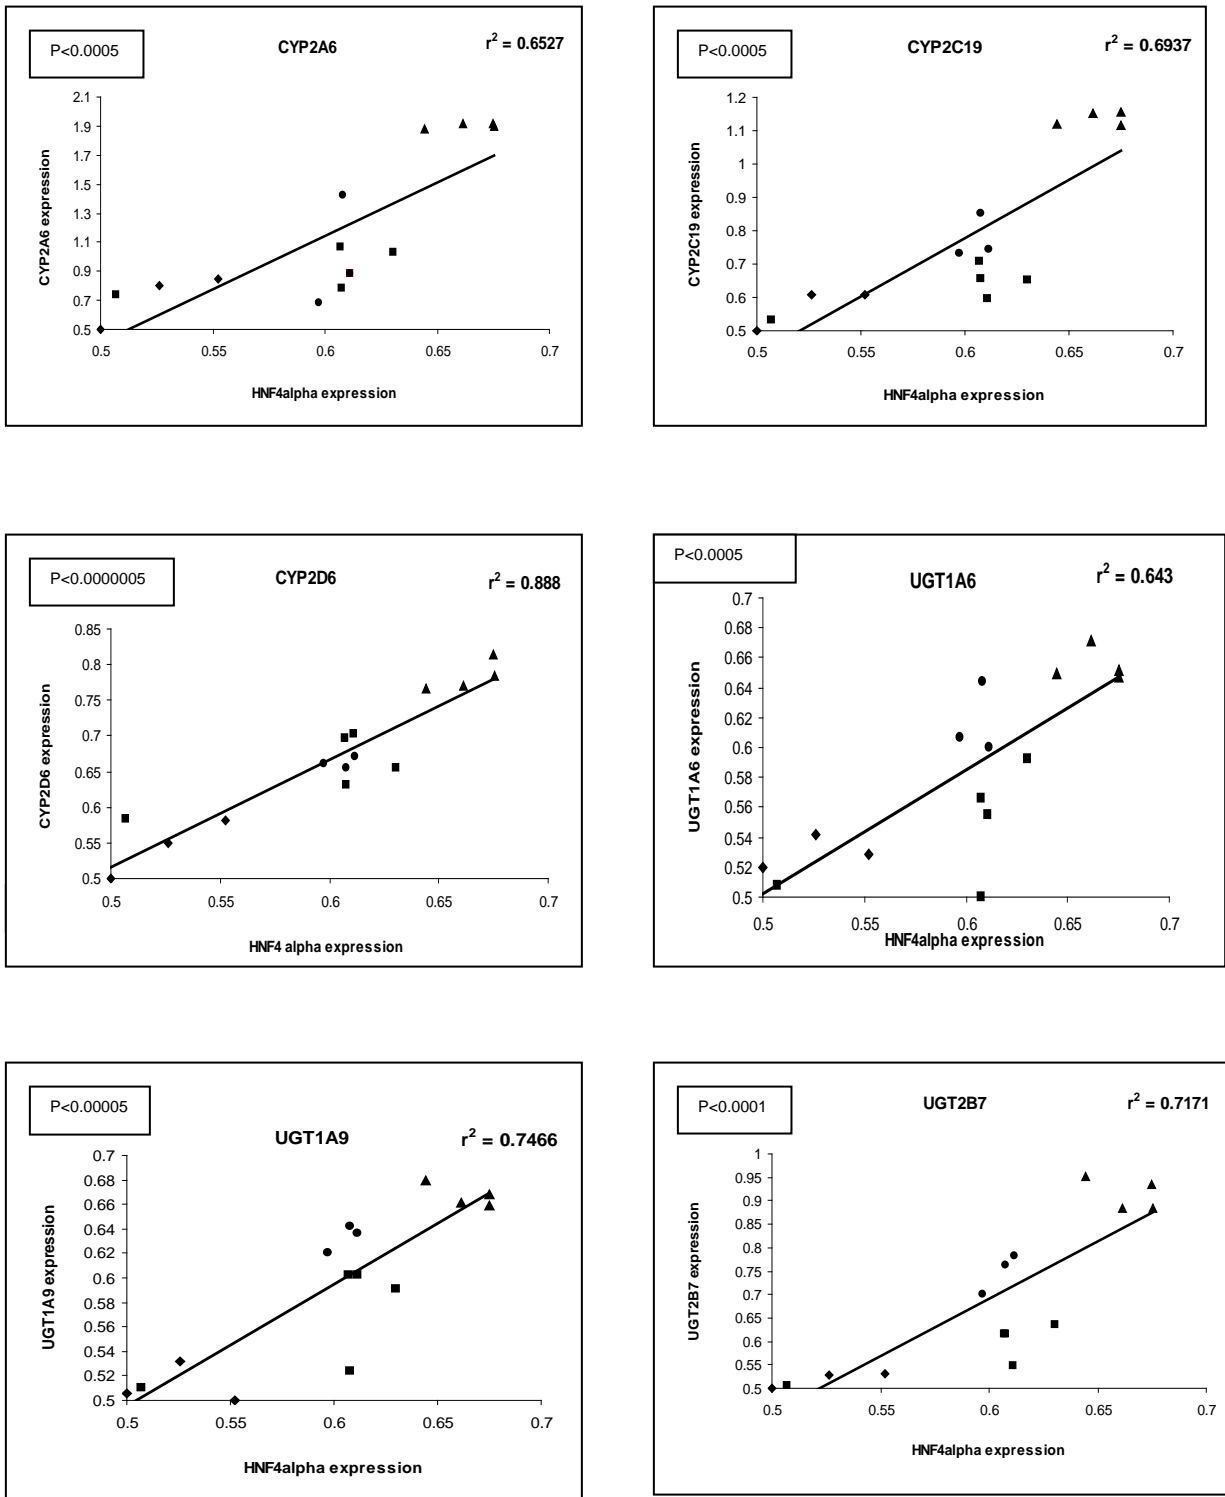 P<0.0005
CYP2A6
r² = 0.6527
CYP2A6 expression
2.1
1.9
1.7
1.5
1.3
1.1
0.9
0.7
0.5
0.5 0.55 0.6 0.65 0.7
HNF4alpha expression
P<0.0005
CYP2C19
r² = 0.6937
CYP2C19 expression
1.2
1.1
1
0.9
0.8
0.7
0.6
0.5
0.5 0.55 0.6 0.65 0.7
HNF4alpha expression
P<0.0000005
CYP2D6
r² = 0.888
CYP2D6 expression
0.85
0.8
0.75
0.7
0.65
0.6
0.55
0.5
0.5 0.55 0.6 0.65 0.7
HNF4 alpha expression
P<0.0005
UGT1A6
r² = 0.643
UGT1A6 expression
0.7
0.68
0.66
0.64
0.62
0.6
0.58
0.56
0.54
0.52
0.5
0.5 0.55 0.6 0.65 0.7
HNF4alpha expression
P<0.00005
UGT1A9
r² = 0.7466
UGT1A9 expression
0.7
0.68
0.66
0.64
0.62
0.6
0.58
0.56
0.54
0.52
0.5
0.5 0.55 0.6 0.65 0.7
HNF4alpha expression
P<0.0001
UGT2B7
r² = 0.7171
UGT2B7 expression
1
0.95
0.9
0.85
0.8
0.75
0.7
0.65
0.6
0.55
0.5
0.5 0.55 0.6 0.65 0.7
HNF4alpha expression